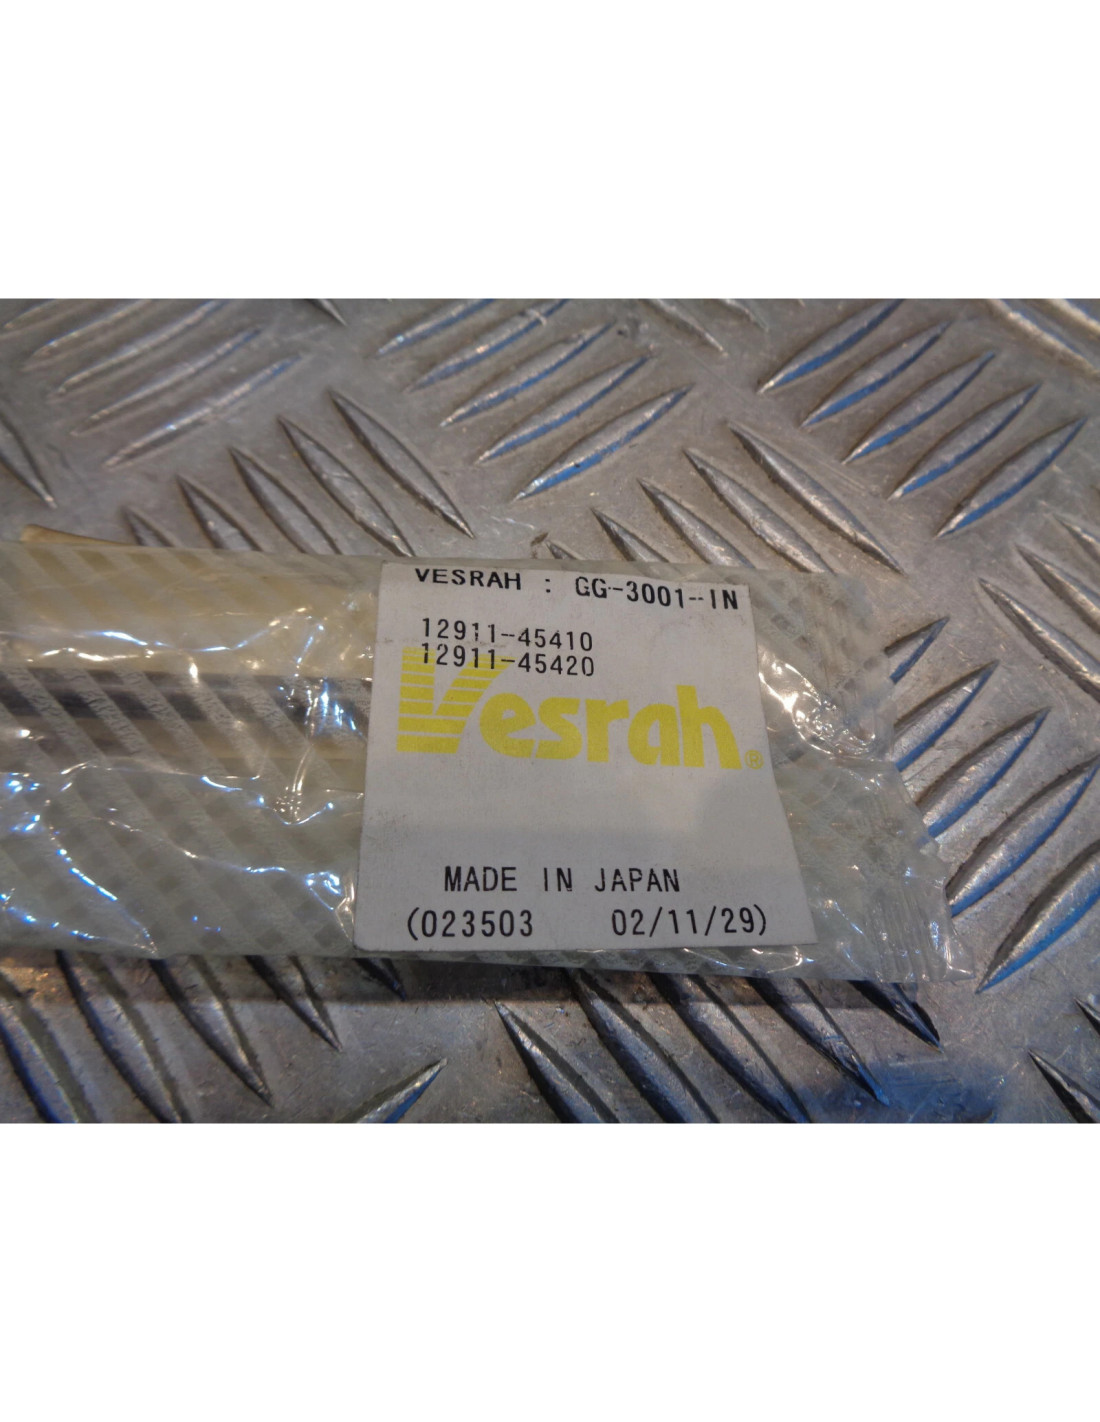 VESRAH : GG-3001-IN
12911-45410
12911-45420
Vesrah®
MADE IN JAPAN
(023503 02/11/29)